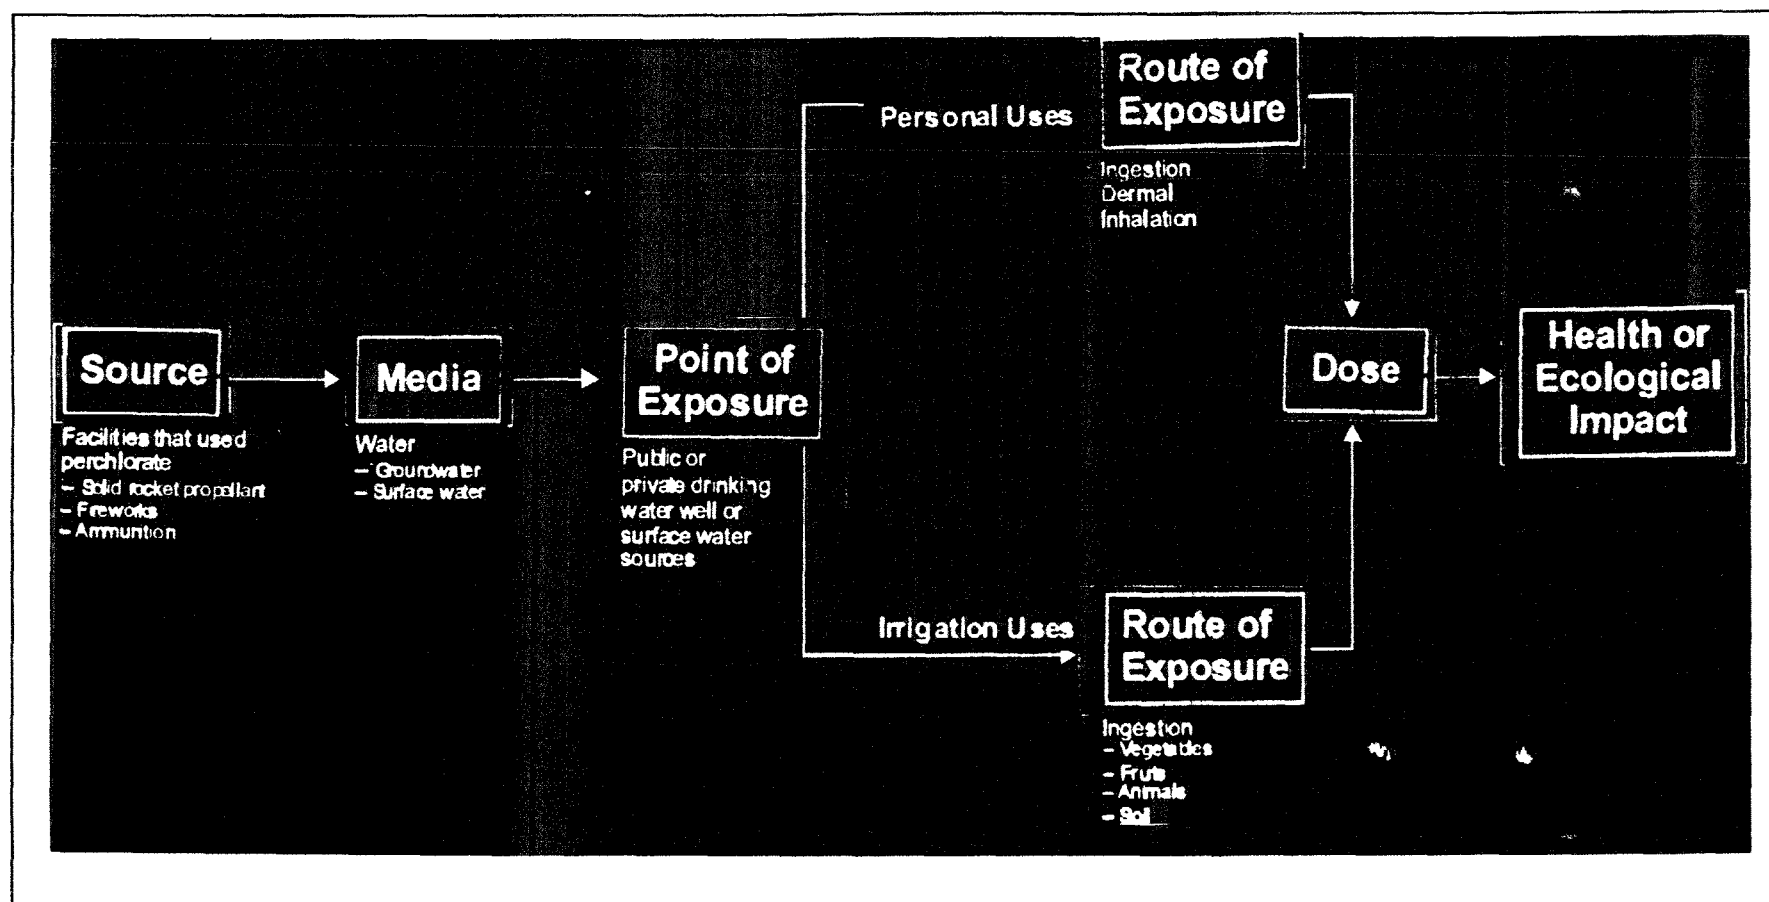 Source
Facilities that used
perchlorate
– Solid rocket propellant
– Fireworks
– Ammunition
Media
Water
– Groundwater
– Surface water
Point of
Exposure
Public or
private drinking
water well or
surface water
sources
Personal Uses
Route of
Exposure
Ingestion
Dermal
Inhalation
Irrigation Uses
Route of
Exposure
Ingestion
– Vegetables
– Fruits
– Animals
– Soil
Dose
Health or
Ecological
Impact